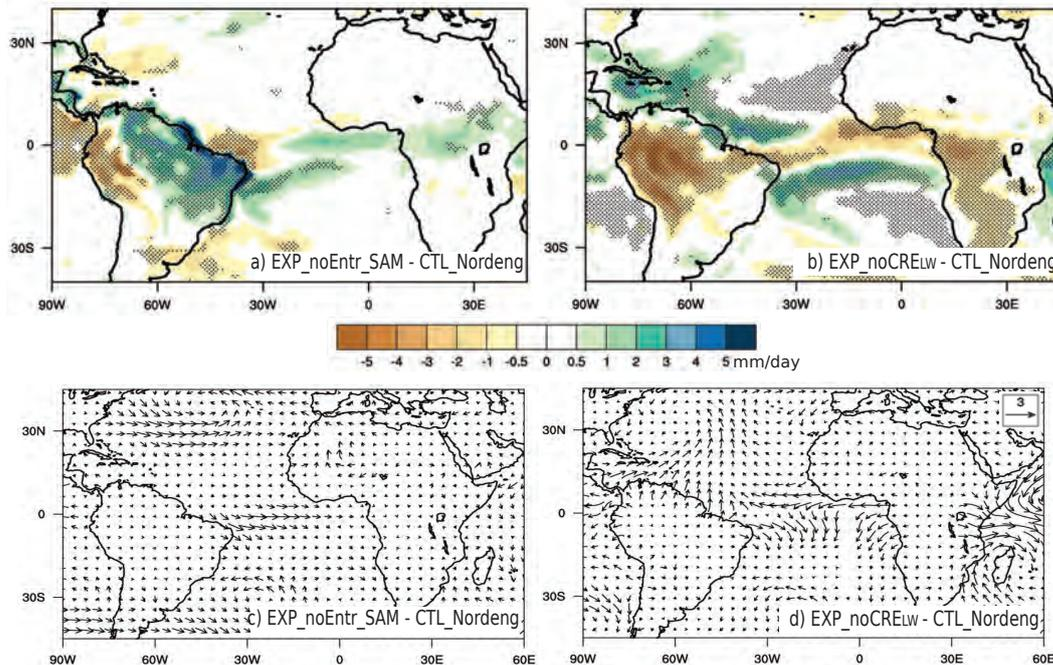 30N
0
30S
a) EXP_noEntr_SAM - CTL_Nordeng
90W 60W 30W 0 30E
30N
0
30S
b) EXP_noCRELW - CTL_Nordeng
90W 60W 30W 0 30E
-5 -4 -3 -2 -1 -0.5 0 0.5 1 2 3 4 5 mm/day
30N
0
30S
c) EXP_noEntr_SAM - CTL_Nordeng
90W 60W 30W 0 30E 60E
3
30N
0
30S
d) EXP_noCRELW - CTL_Nordeng
90W 60W 30W 0 30E 60E